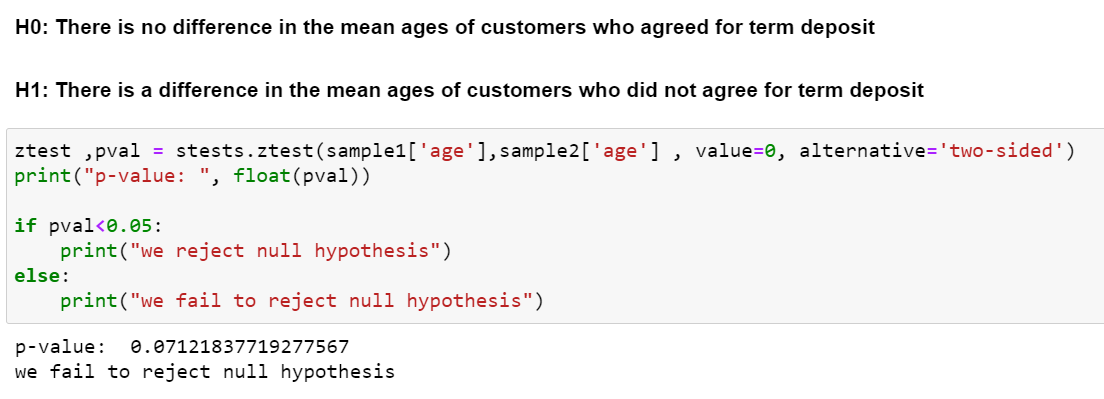 H0: There is no difference in the mean ages of customers who agreed for term deposit
H1: There is a difference in the mean ages of customers who did not agree for term deposit
ztest ,pval = stests.ztest(sample1['age'],sample2['age'] , value=0, alternative='two-sided')
print("p-value: ", float(pval))
if pval<0.05:
    print("we reject null hypothesis")
else:
    print("we fail to reject null hypothesis")
p-value:  0.07121837719277567
we fail to reject null hypothesis